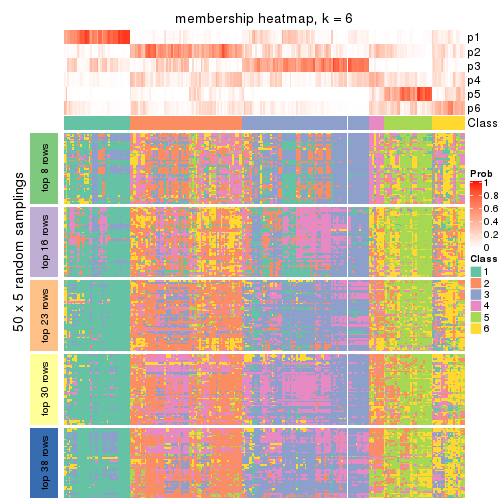 membership heatmap, k = 6
p1
p2
p3
p4
p5
p6
Class
50 x 5 random samplings
top 8 rows
top 16 rows
top 23 rows
top 30 rows
top 38 rows
Prob
1
0.8
0.6
0.4
0.2
0
Class
1
2
3
4
5
6